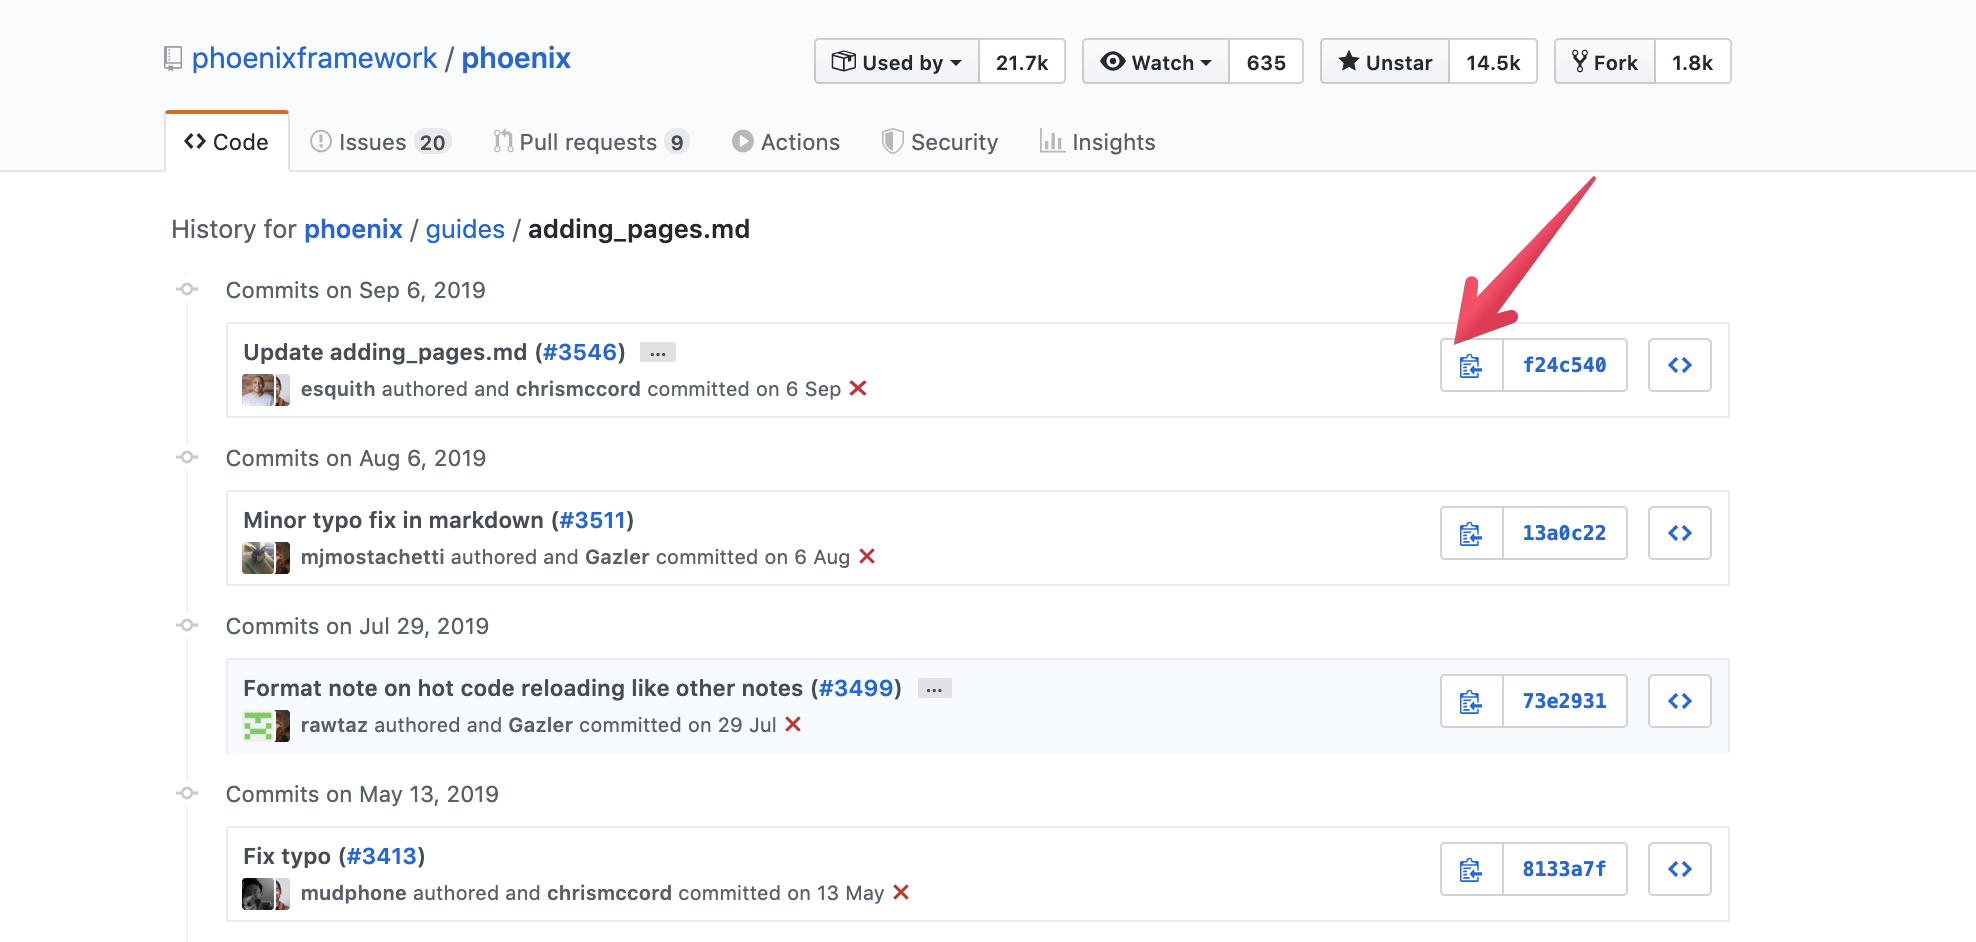 phoenixframework / phoenix
Used by 21.7k Watch 635 Unstar 14.5k Fork 1.8k
Code Issues 20 Pull requests 9 Actions Security Insights
History for phoenix / guides / adding_pages.md
Commits on Sep 6, 2019
Update adding_pages.md (#3546) ...
f24c540
esquith authored and chrismccord committed on 6 Sep
Commits on Aug 6, 2019
Minor typo fix in markdown (#3511)
13a0c22
mjmostachetti authored and Gazler committed on 6 Aug
Commits on Jul 29, 2019
Format note on hot code reloading like other notes (#3499) ...
73e2931
rawtaz authored and Gazler committed on 29 Jul
Commits on May 13, 2019
Fix typo (#3413)
8133a7f
mudphone authored and chrismccord committed on 13 May